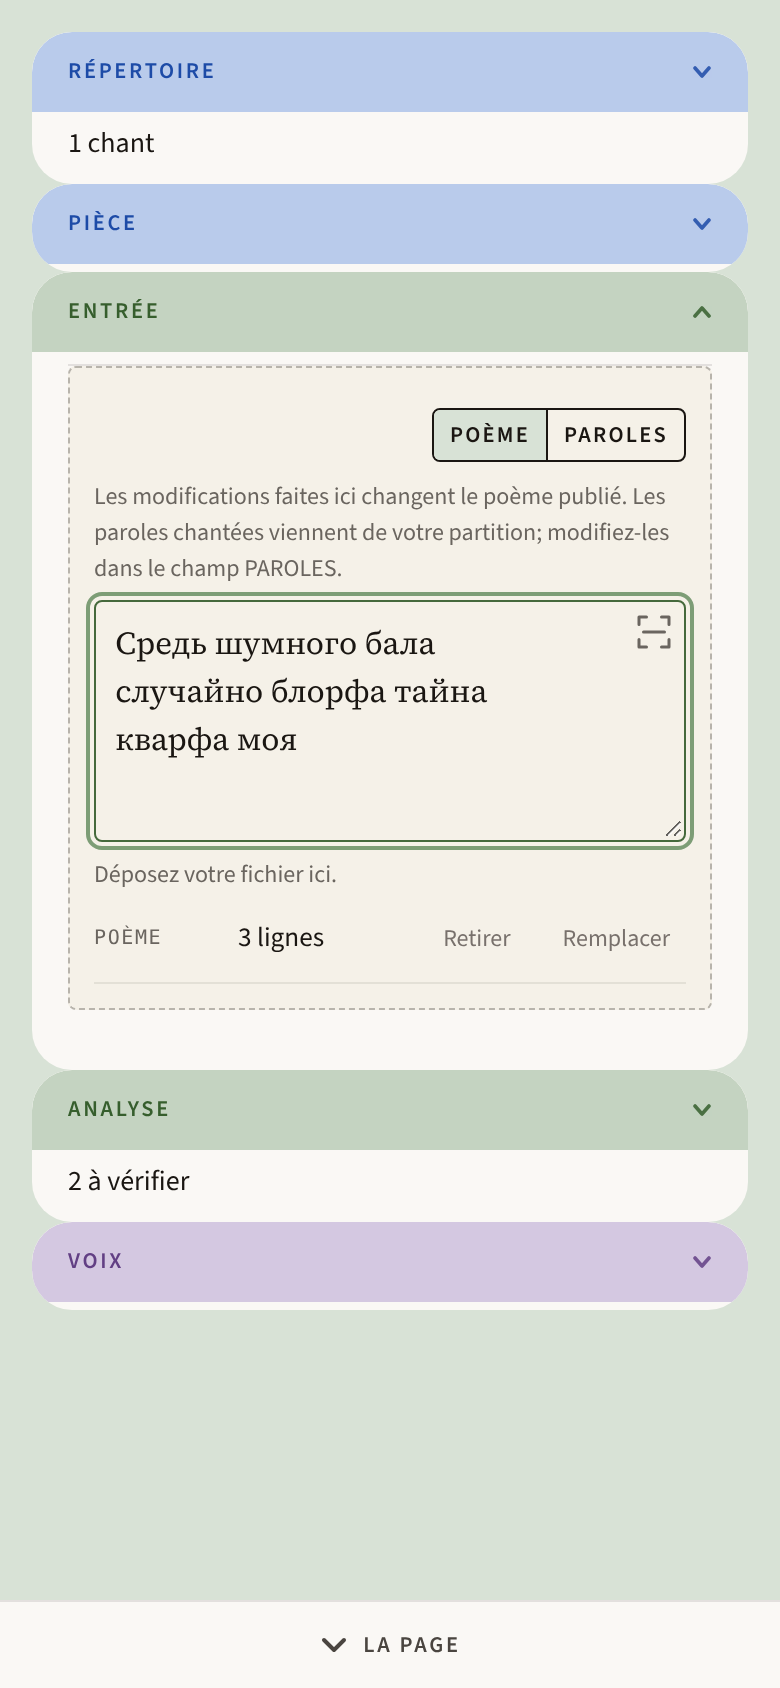 RÉPERTOIRE
1 chant
PIÈCE
ENTRÉE
POÈME PAROLES
Les modifications faites ici changent le poème publié. Les
paroles chantées viennent de votre partition; modifiez-les
dans le champ PAROLES.
Средь шумного бала
случайно блорфа тайна
кварфа моя
Déposez votre fichier ici.
POÈME 3 lignes Retirer Remplacer
ANALYSE
2 à vérifier
VOIX
LA PAGE